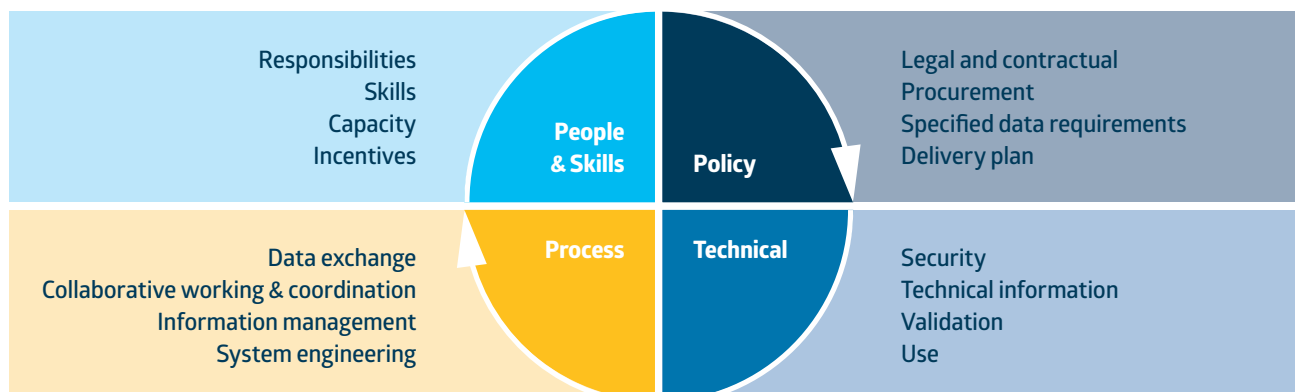 Responsibilities
Skills
Capacity
Incentives
People
& Skills
Policy
Legal and contractual
Procurement
Specified data requirements
Delivery plan
Data exchange
Collaborative working & coordination
Information management
System engineering
Process
Technical
Security
Technical information
Validation
Use